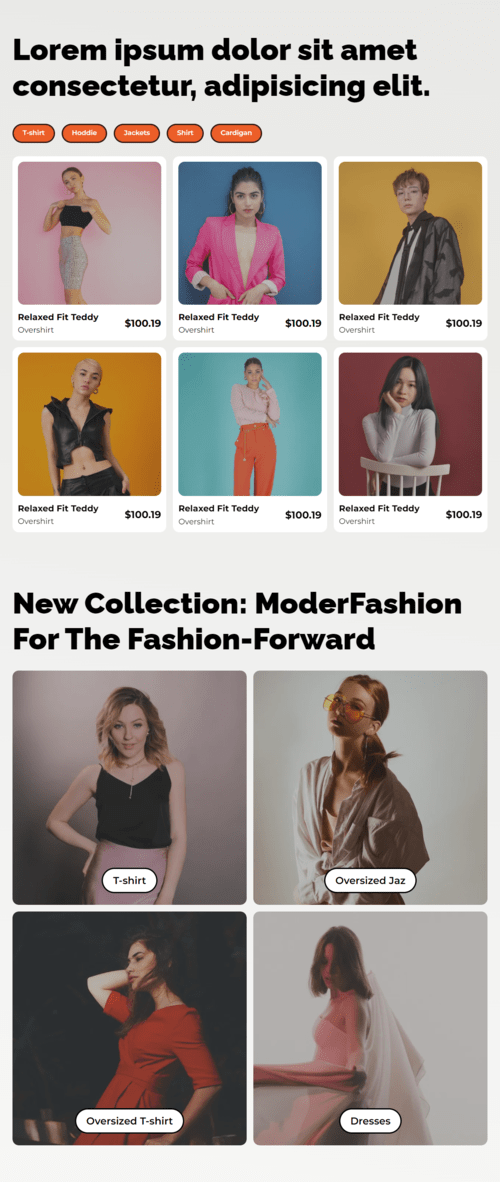 Lorem ipsum dolor sit amet
consectetur, adipisicing elit.
T-shirt
Hoddie
Jackets
Shirt
Cardigan
Relaxed Fit Teddy
Overshirt
$100.19
Relaxed Fit Teddy
Overshirt
$100.19
Relaxed Fit Teddy
Overshirt
$100.19
Relaxed Fit Teddy
Overshirt
$100.19
Relaxed Fit Teddy
Overshirt
$100.19
Relaxed Fit Teddy
Overshirt
$100.19
New Collection: ModerFashion
For The Fashion-Forward
T-shirt
Oversized Jaz
Oversized T-shirt
Dresses